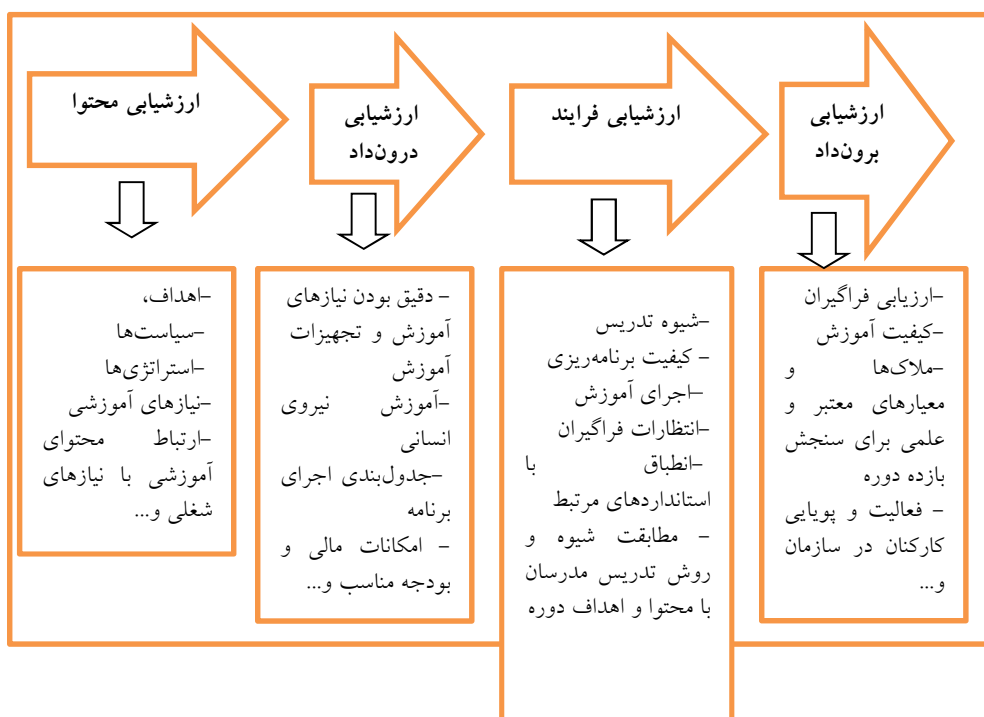 ارزشیابی محتوا
ارزشیابی
درون‌داد
ارزشیابی فرایند
ارزشیابی
برون‌داد
-اهداف،
-سیاست‌ها
-استراتژی‌ها
-نیازهای آموزشی
-ارتباط محتوای
آموزشی با نیازهای
شغلی و...
- دقیق بودن نیازهای
آموزش و تجهیزات
آموزش
-آموزش نیروی
انسانی
-جدول‌بندی اجرای
برنامه
- امکانات مالی و
بودجه مناسب و...
-شیوه تدریس
- کیفیت برنامه‌ریزی
-اجرای آموزش
-انتظارات فراگیران
-انطباق با
استانداردهای مرتبط
- مطابقت شیوه و
روش تدریس مدرسان
با محتوا و اهداف دوره
-ارزیابی فراگیران
-کیفیت آموزش
-ملاک‌ها و
معیارهای معتبر و
علمی برای سنجش
بازده دوره
- فعالیت و پویایی
کارکنان در سازمان
و...